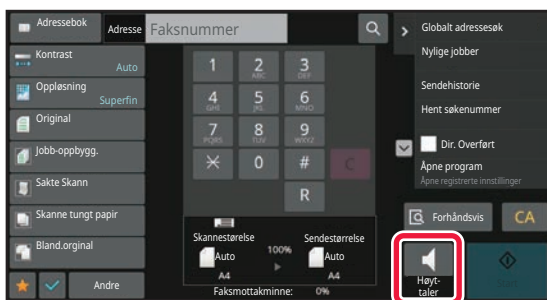 Adressebok
Adresse
Faksnummer
Kontrast
Auto
Oppløsning
Superfin
Original
Jobb-oppbygg.
Sakte Skann
Skanne tungt papir
Bland.orginal
Andre
1
2
ABC
3
DEF
4
GHI
5
JKL
6
MNO
7
PQRS
8
TUV
9
WXYZ
0
#
C
R
Skannestørelse
Auto
A4
100%
Sendestørrelse
Auto
A4
Faksmottakminne: 0%
Globalt adressesøk
Nylige jobber
Sendehistorie
Hent søkenummer
Dir. Overført
Åpne program
Åpne registrerte innstillinger
Forhåndsvis
CA
Høyt-
taler
Start